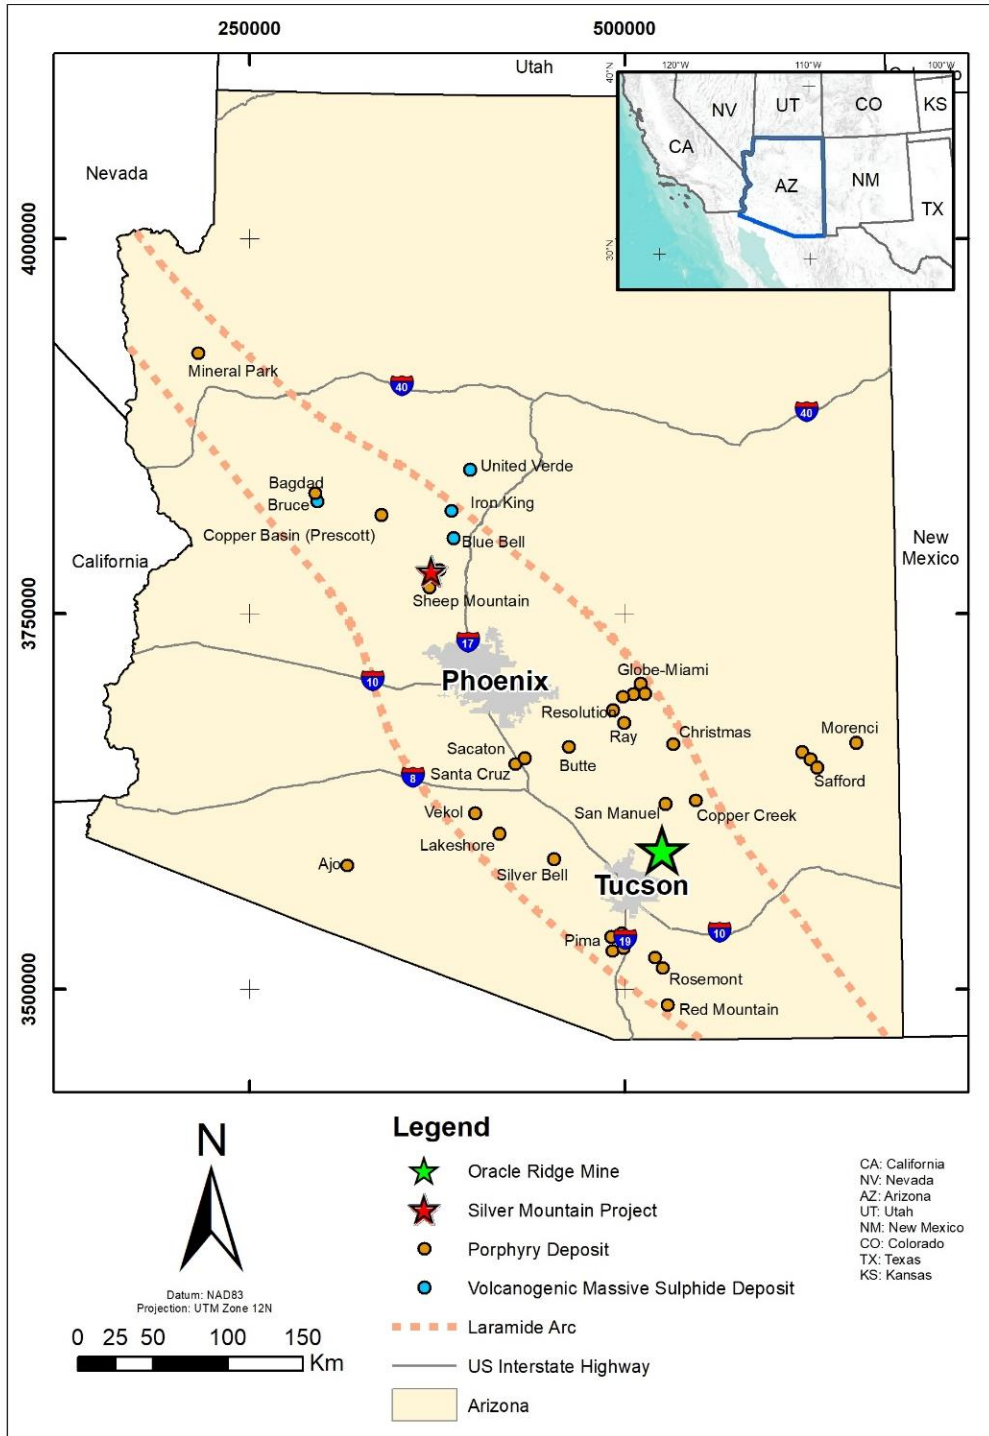 250000
500000
Utah
120°W
110°W
100°W
40°N
NV
UT
CO
KS
CA
AZ
NM
TX
30°N
Nevada
4000000
Mineral Park
40
40
United Verde
Bagdad
Bruce
Iron King
Copper Basin (Prescott)
Blue Bell
New
Mexico
California
Sheep Mountain
3750000
17
Phoenix
10
Globe-Miami
Resolution
Ray
Christmas
Morenci
Sacaton
Butte
Santa Cruz
8
Safford
Vekol
San Manuel
Copper Creek
Lakeshore
Ajo
Silver Bell
Tucson
Pima
19
10
Rosemont
3500000
Red Mountain
N
Datum: NAD83
Projection: UTM Zone 12N
0 25 50 100 150
Km
Legend
Oracle Ridge Mine
Silver Mountain Project
Porphyry Deposit
Volcanogenic Massive Sulphide Deposit
Laramide Arc
US Interstate Highway
Arizona
CA: California
NV: Nevada
AZ: Arizona
UT: Utah
NM: New Mexico
CO: Colorado
TX: Texas
KS: Kansas